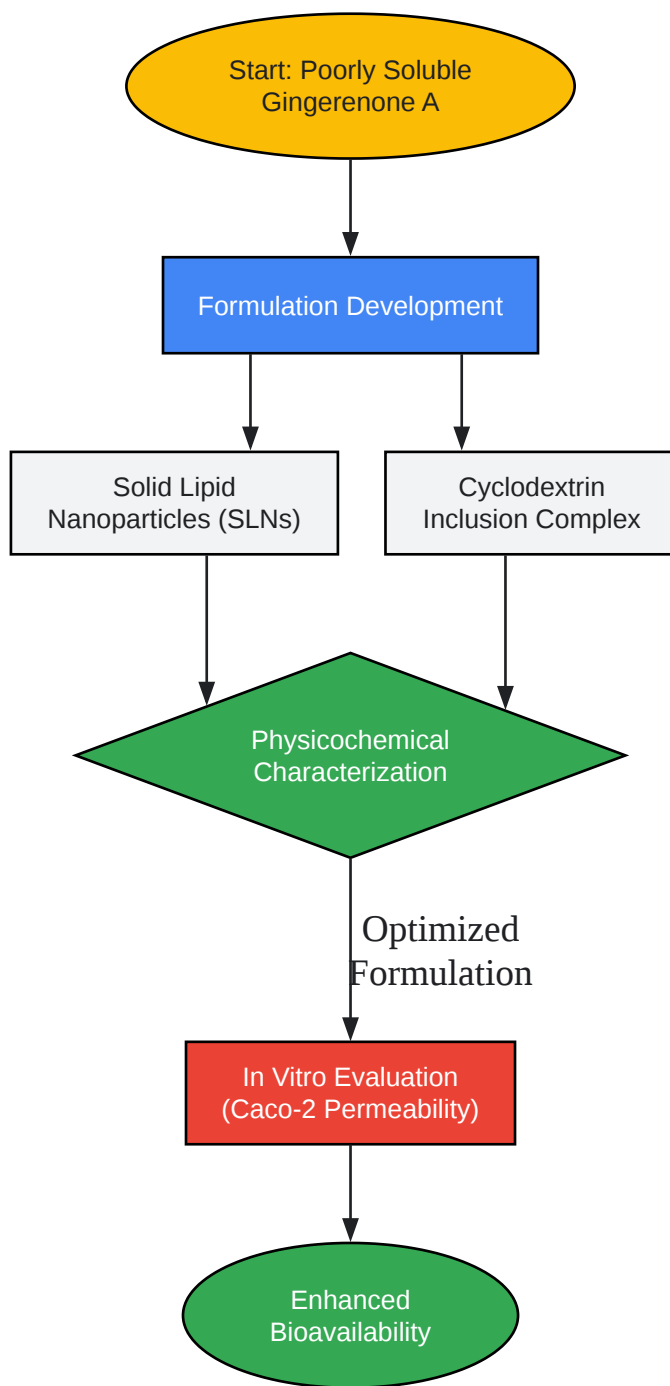 Start: Poorly Soluble
Gingerenone A
Formulation Development
Solid Lipid
Nanoparticles (SLNs)
Cyclodextrin
Inclusion Complex
Physicochemical
Characterization
Optimized
Formulation
In Vitro Evaluation
(Caco-2 Permeability)
Enhanced
Bioavailability